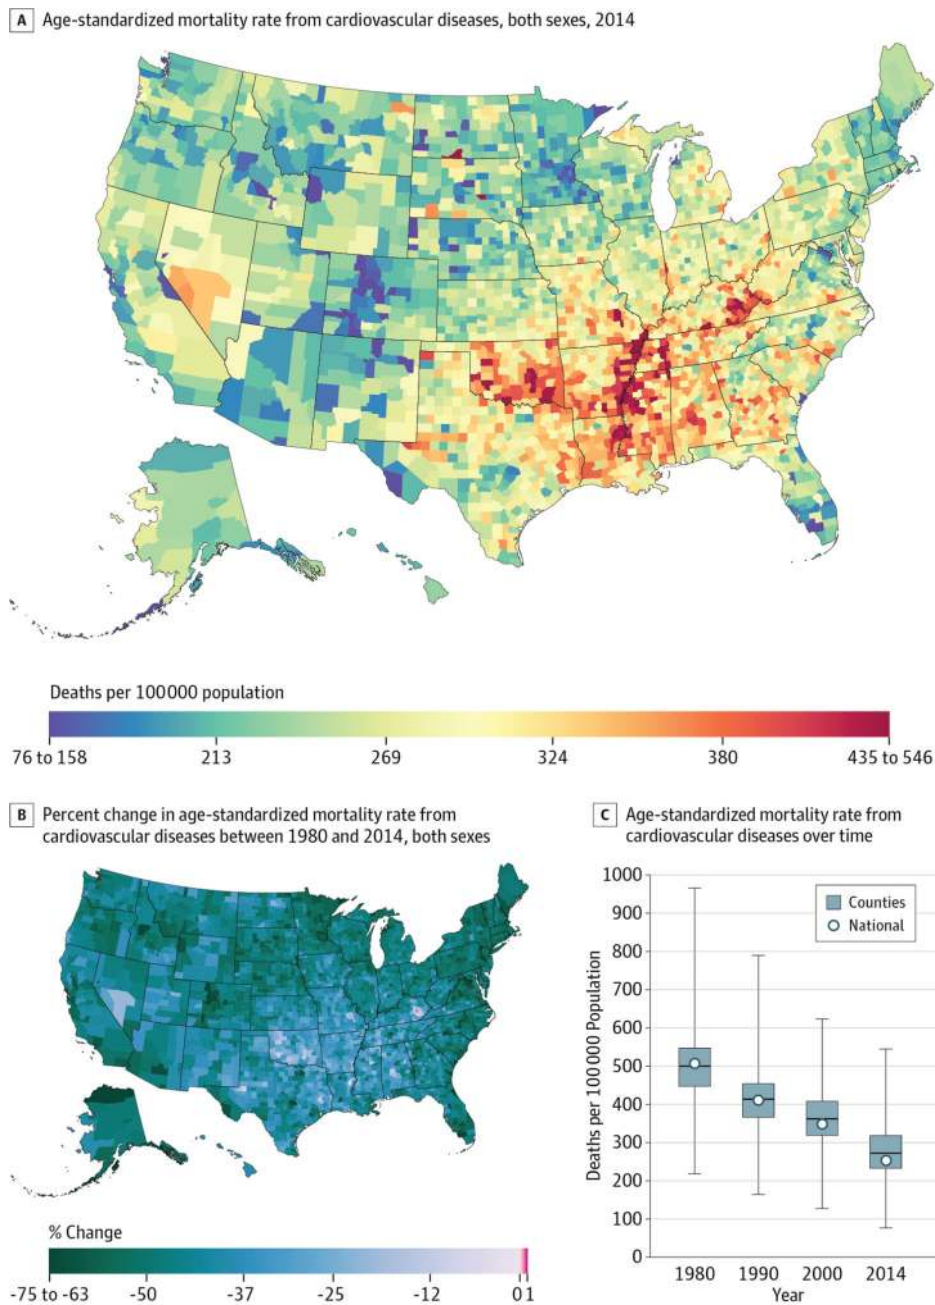 A Age-standardized mortality rate from cardiovascular diseases, both sexes, 2014
Deaths per 100 000 population
76 to 158 213 269 324 380 435 to 546
B Percent change in age-standardized mortality rate from
cardiovascular diseases between 1980 and 2014, both sexes
% Change
-75 to -63 -50 -37 -25 -12 0 1
C Age-standardized mortality rate from
cardiovascular diseases over time
Deaths per 100 000 Population
1000
900
800
700
600
500
400
300
200
100
0
Counties
National
1980 1990 2000 2014
Year